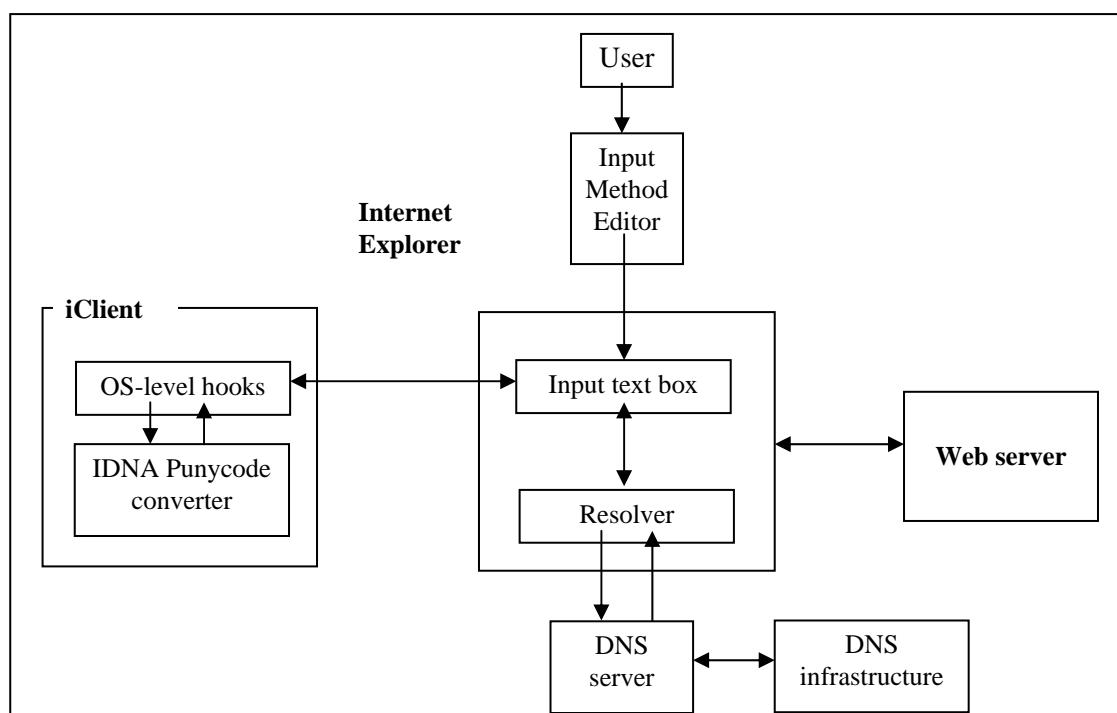 User
Input
Method
Editor
Internet
Explorer
iClient
OS-level hooks
IDNA Punycode
converter
Input text box
Resolver
Web server
DNS
server
DNS
infrastructure